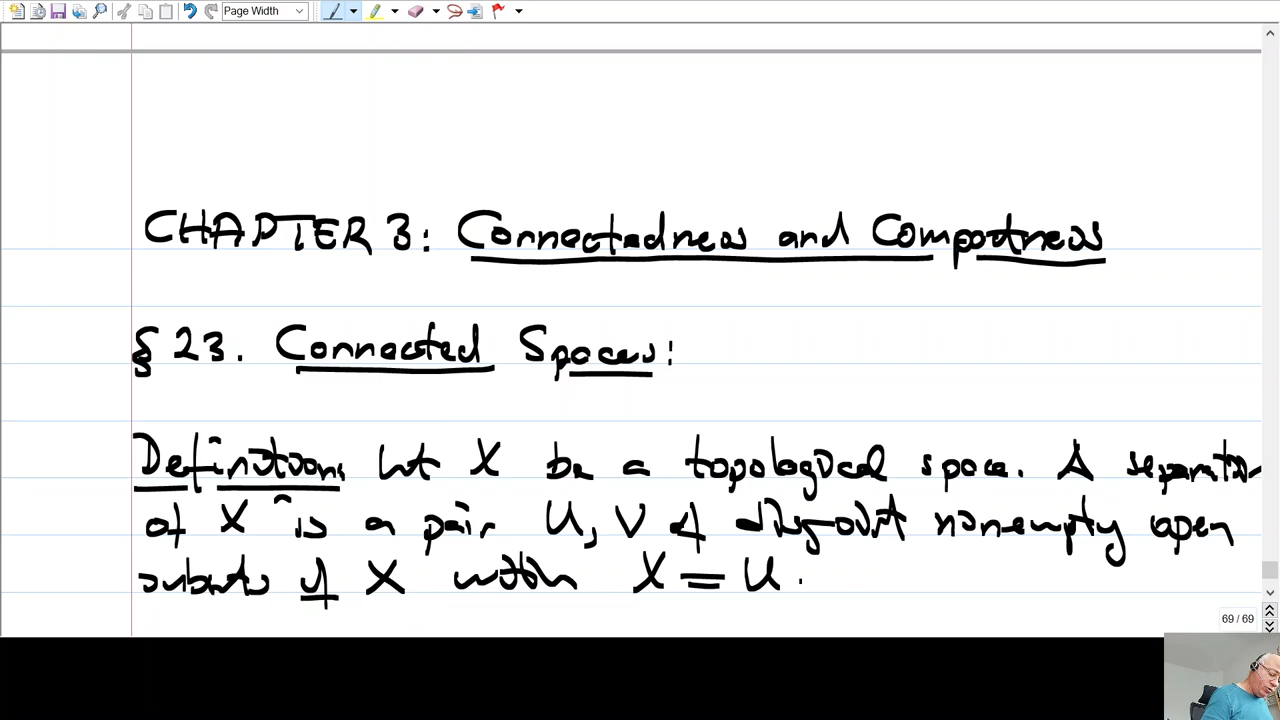 Page Width
CHAPTER 3: Connectedness and Compactness
§ 23. Connected Spaces:
Definition: Let X be a topological space. A separation
of X is a pair U, V of disjoint nonempty open
subsets of X with X = U.
69 / 69